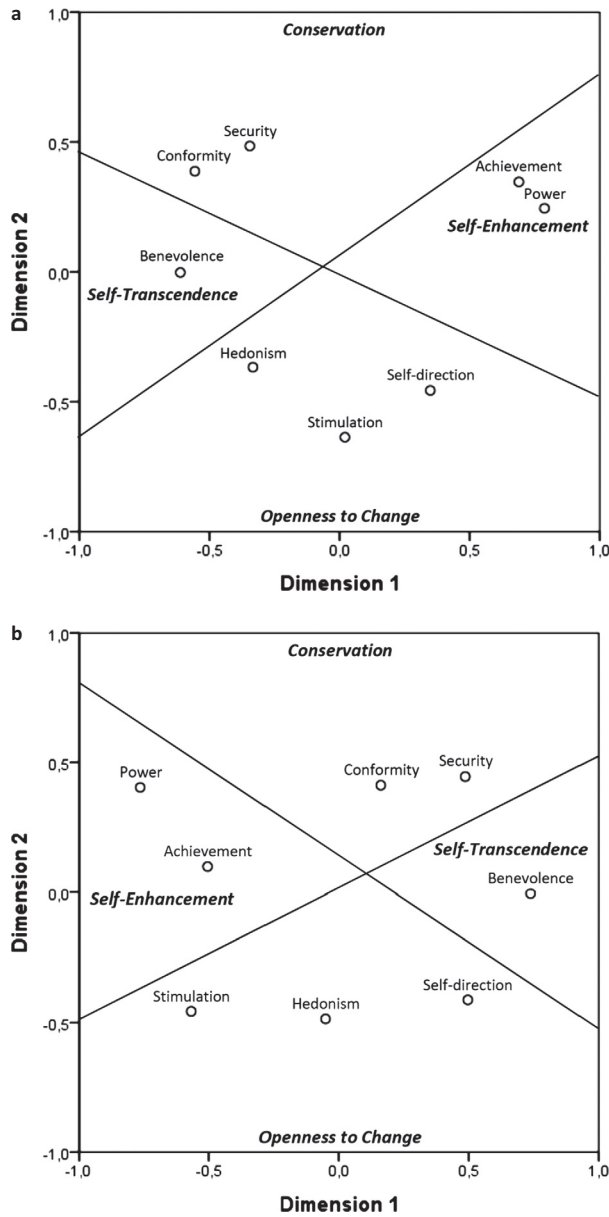 a
1,0
Conservation
Security
Conformity
0,5
Achievement
Power
Self-Enhancement
Benevolence
0,0
Self-Transcendence
Dimension 2
Hedonism
Self-direction
-0,5
Stimulation
Openness to Change
-1,0
-1,0 -0,5 0,0 0,5 1,0
Dimension 1
b
1,0
Conservation
Security
Conformity
Power
0,5
Achievement
Self-Transcendence
Benevolence
0,0
Self-Enhancement
Dimension 2
Self-direction
Stimulation
Hedonism
-0,5
Openness to Change
-1,0
-1,0 -0,5 0,0 0,5 1,0
Dimension 1